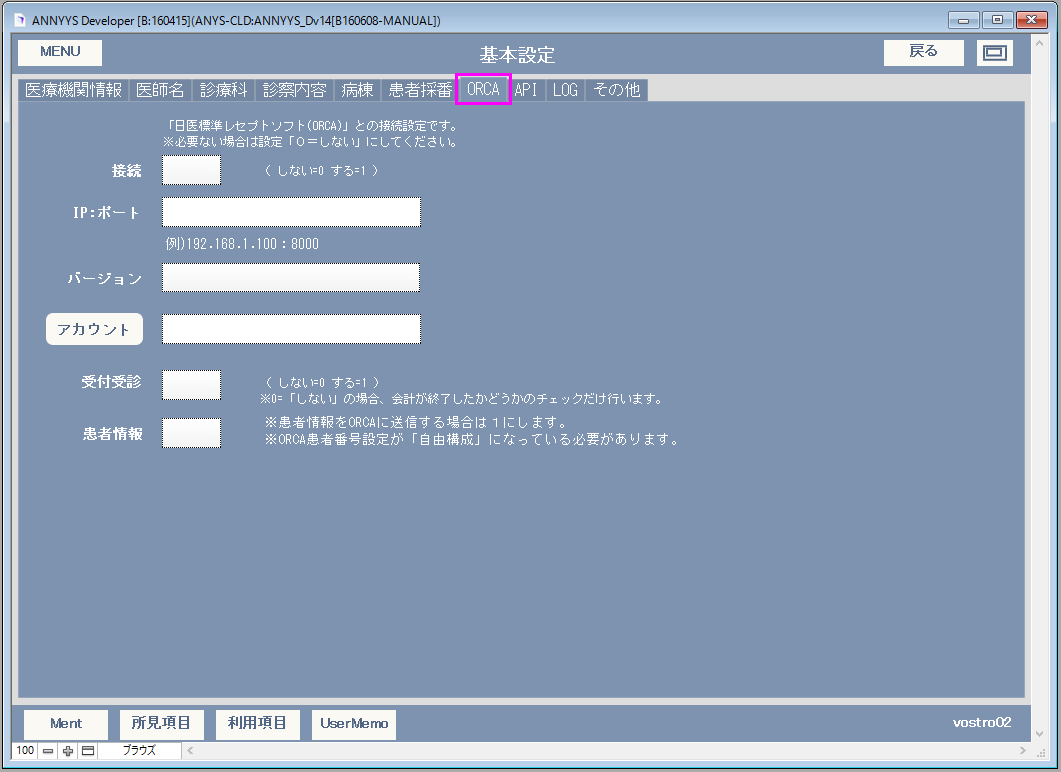 ANNYYS Developer [B:160415](ANYS-CLD:ANNYYS_Dv14[B160608-MANUAL])
MENU 基本設定 戻る
医療機関情報 医師名 診療科 診察内容 病棟 患者採番 ORCA API LOG その他
「日医標準レセプトソフト(ORCA)」との接続設定です。
※必要ない場合は設定「０＝しない」にしてください。
接続 （ しない=0 する=1 ）
IP:ポート
例)192.168.1.100：8000
バージョン
アカウント
受付受診 （ しない=0 する=1 ）
※0=「しない」の場合、会計が終了したかどうかのチェックだけ行います。
患者情報 ※患者情報をORCAに送信する場合は１にします。
※ORCA患者番号設定が「自由構成」になっている必要があります。
Ment 所見項目 利用項目 UserMemo vostro02
100 ブラウズ